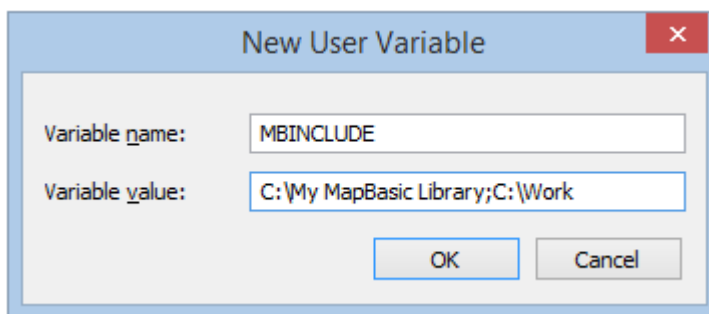 New User Variable
Variable name: MBINCLUDE
Variable value: C:\My MapBasic Library;C:\Work
OK Cancel